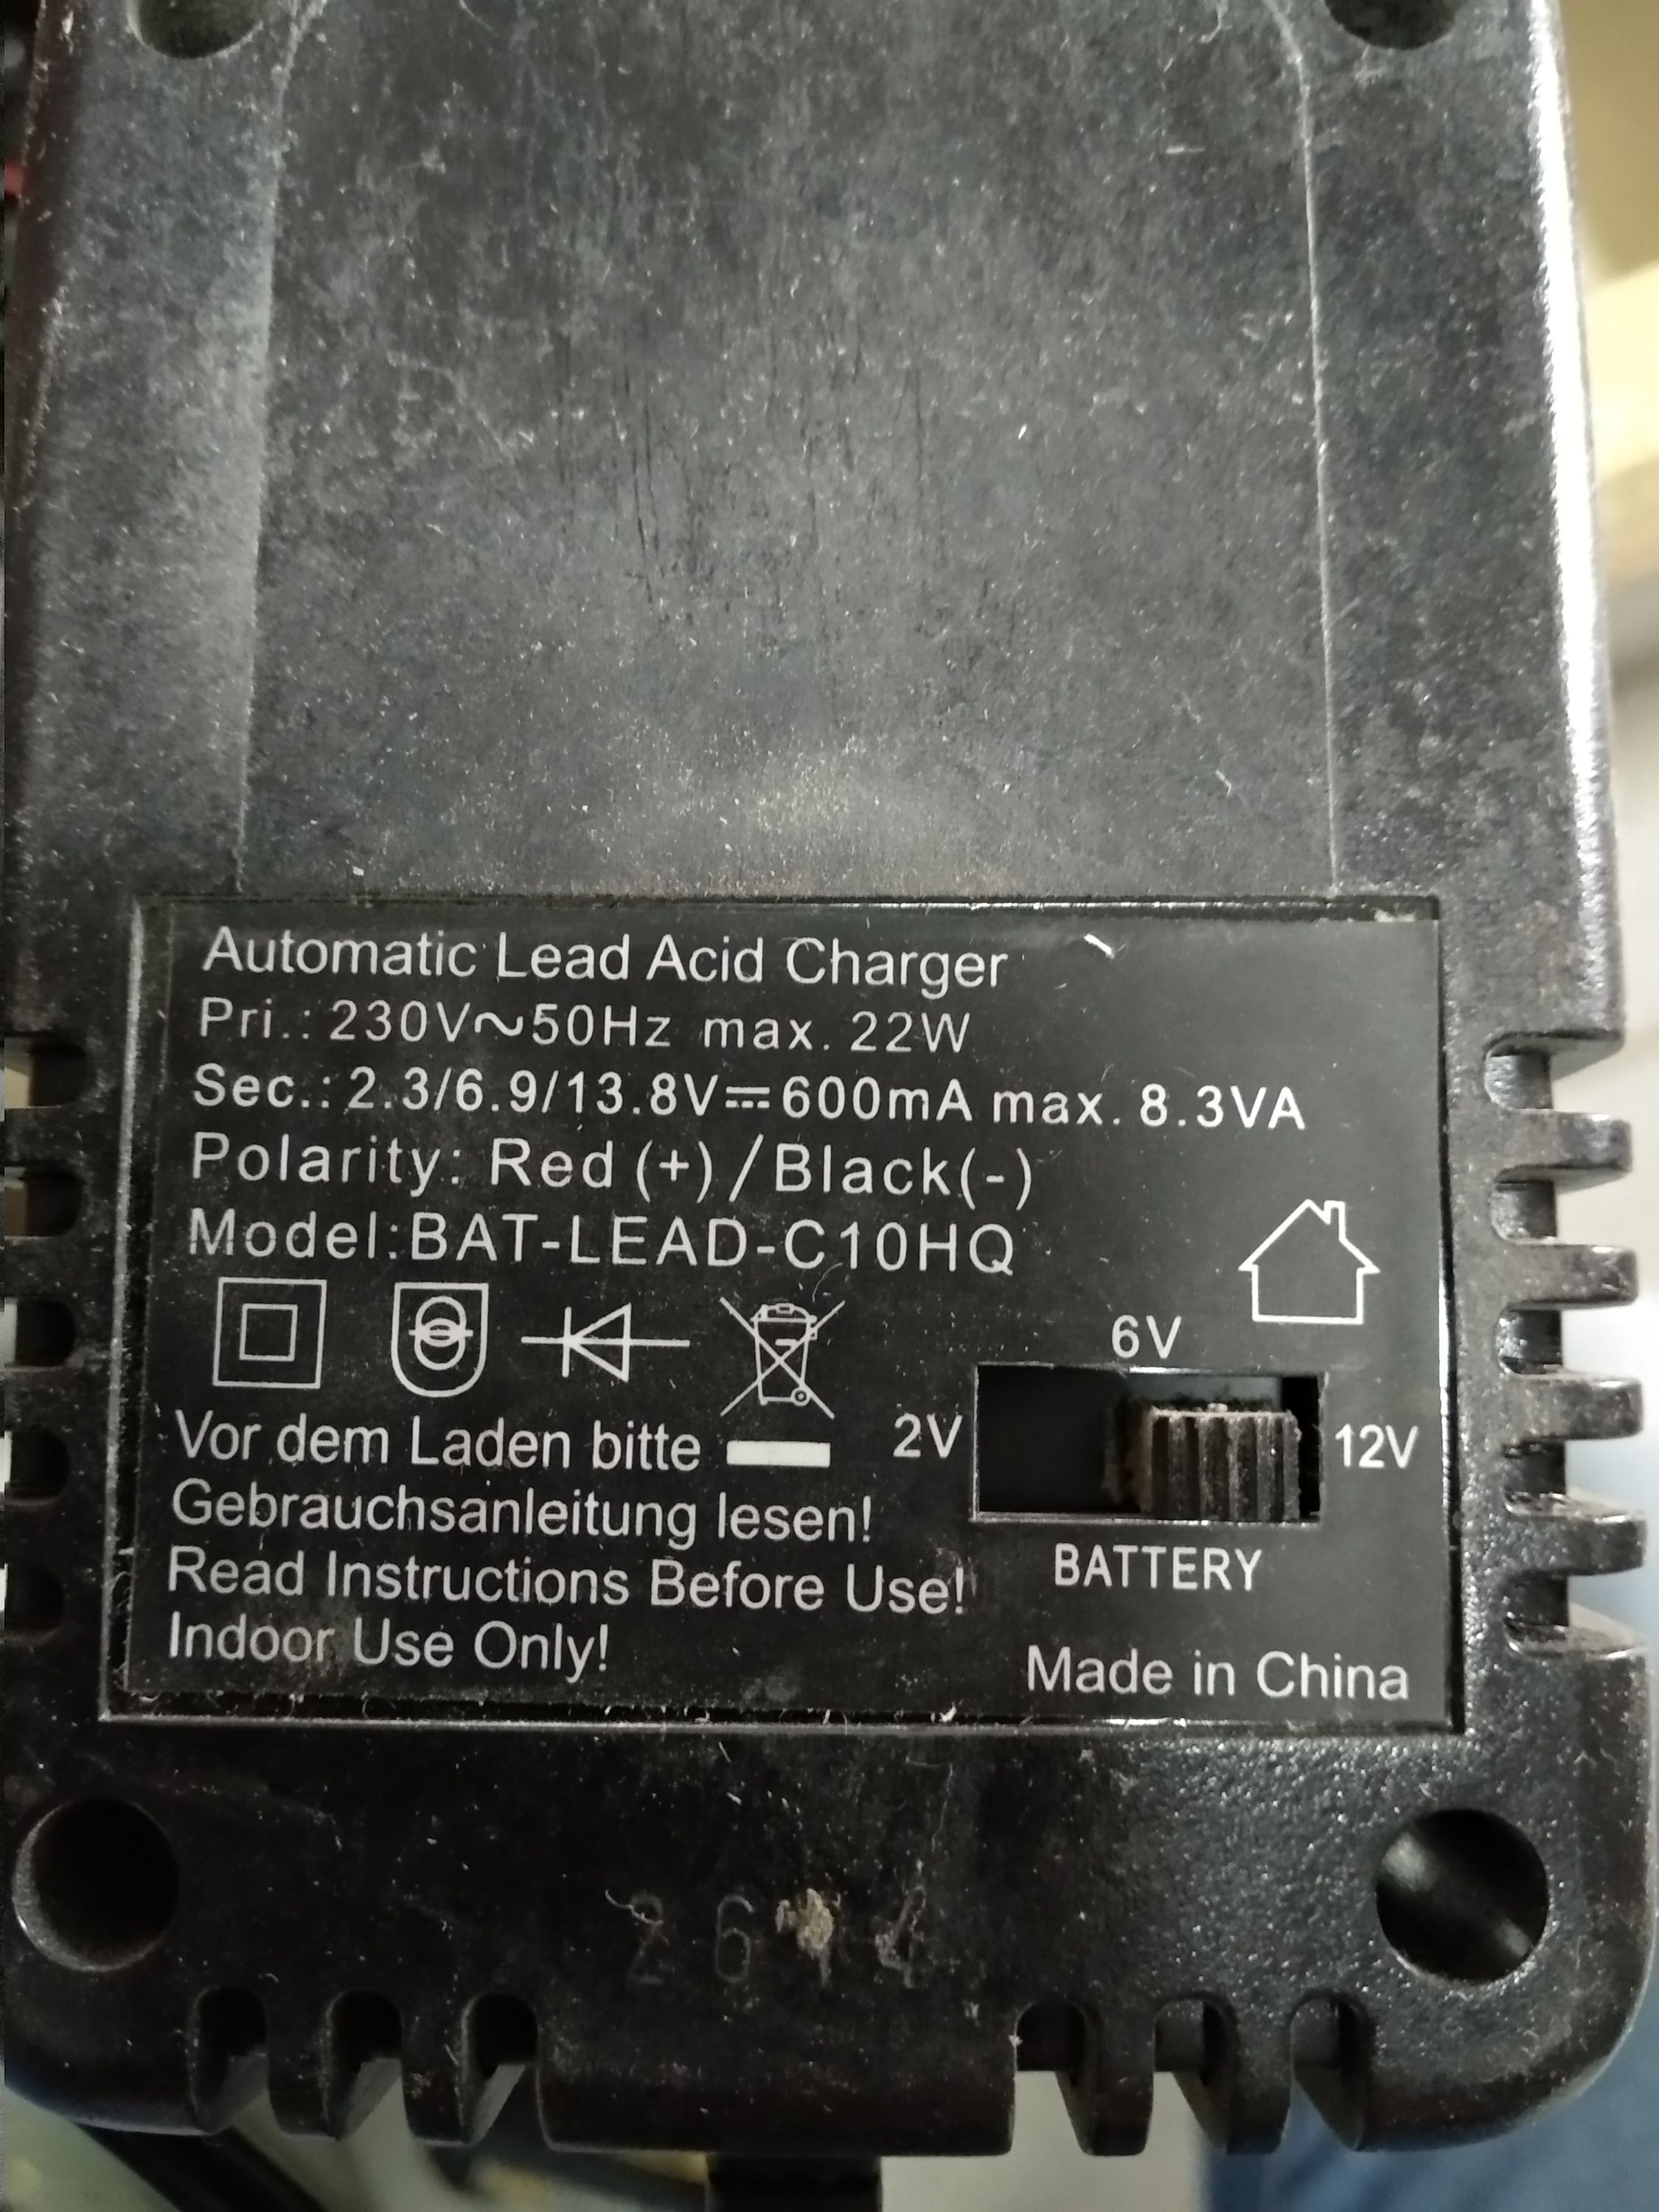 Automatic Lead Acid Charger
Pri.: 230V~50Hz max. 22W
Sec.: 2.3/6.9/13.8V⎓600mA max. 8.3VA
Polarity: Red (+) / Black(-)
Model:BAT-LEAD-C10HQ
6V
2V
12V
BATTERY
Vor dem Laden bitte
Gebrauchsanleitung lesen!
Read Instructions Before Use!
Indoor Use Only!
Made in China